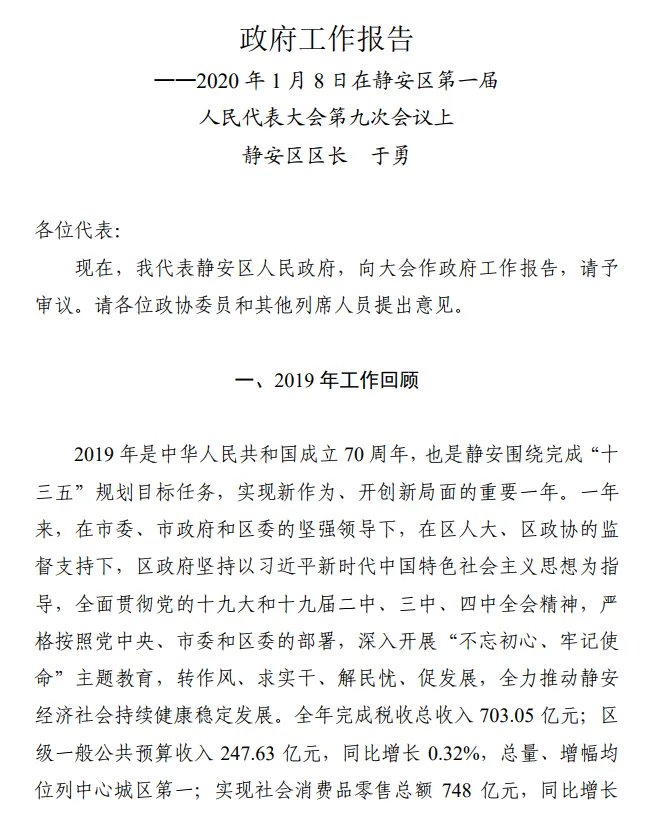 政府工作报告
——2020 年 1 月 8 日在静安区第一届
人民代表大会第九次会议上
静安区区长 于勇
各位代表：
现在，我代表静安区人民政府，向大会作政府工作报告，请予
审议。请各位政协委员和其他列席人员提出意见。
一、2019 年工作回顾
2019 年是中华人民共和国成立 70 周年，也是静安围绕完成“十
三五”规划目标任务，实现新作为、开创新局面的重要一年。一年
来，在市委、市政府和区委的坚强领导下，在区人大、区政协的监
督支持下，区政府坚持以习近平新时代中国特色社会主义思想为指
导，全面贯彻党的十九大和十九届二中、三中、四中全会精神，严
格按照党中央、市委和区委的部署，深入开展“不忘初心、牢记使
命”主题教育，转作风、求实干、解民忧、促发展，全力推动静安
经济社会持续健康稳定发展。全年完成税收总收入 703.05 亿元；区
级一般公共预算收入 247.63 亿元，同比增长 0.32%，总量、增幅均
位列中心城区第一；实现社会消费品零售总额 748 亿元，同比增长